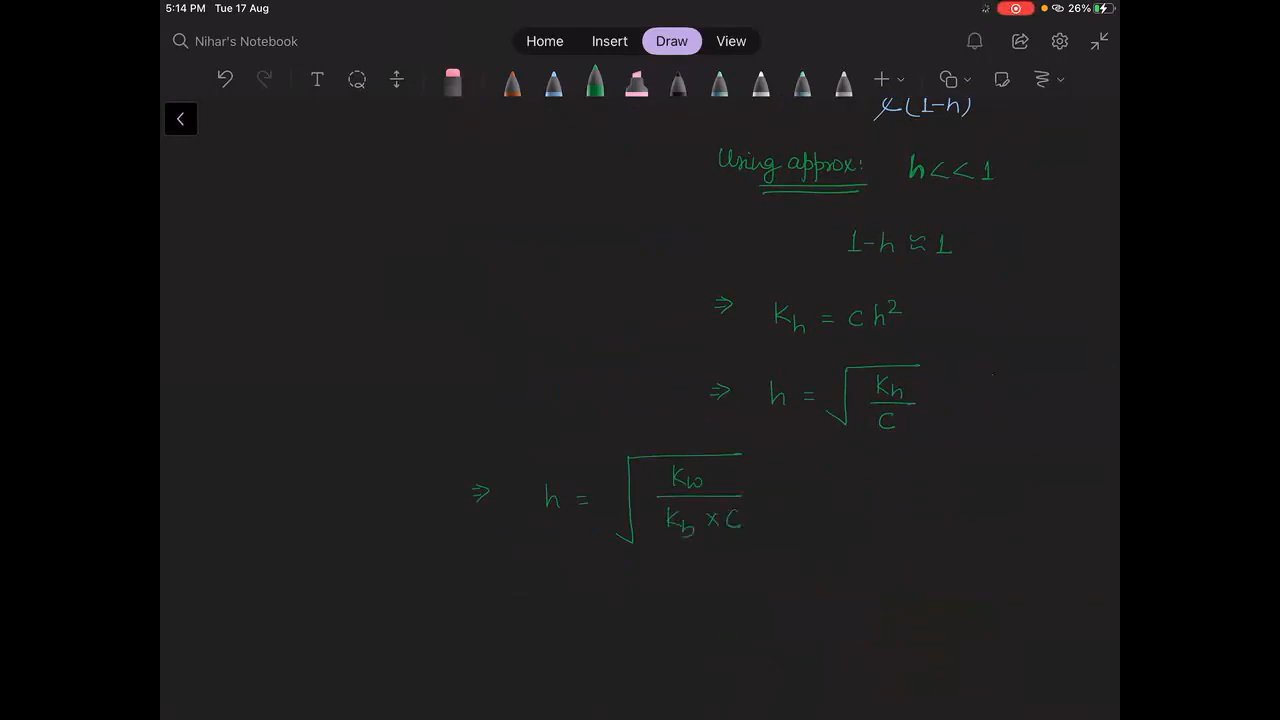 5:14 PM Tue 17 Aug
26%
Nihar's Notebook
Home Insert Draw View
(1-h)
Using approx: h<<1
1-h ≈ 1
⇒ Kh = c h²
⇒ h = √(Kh/C)
⇒ h = √(Kw/(Kb × C))